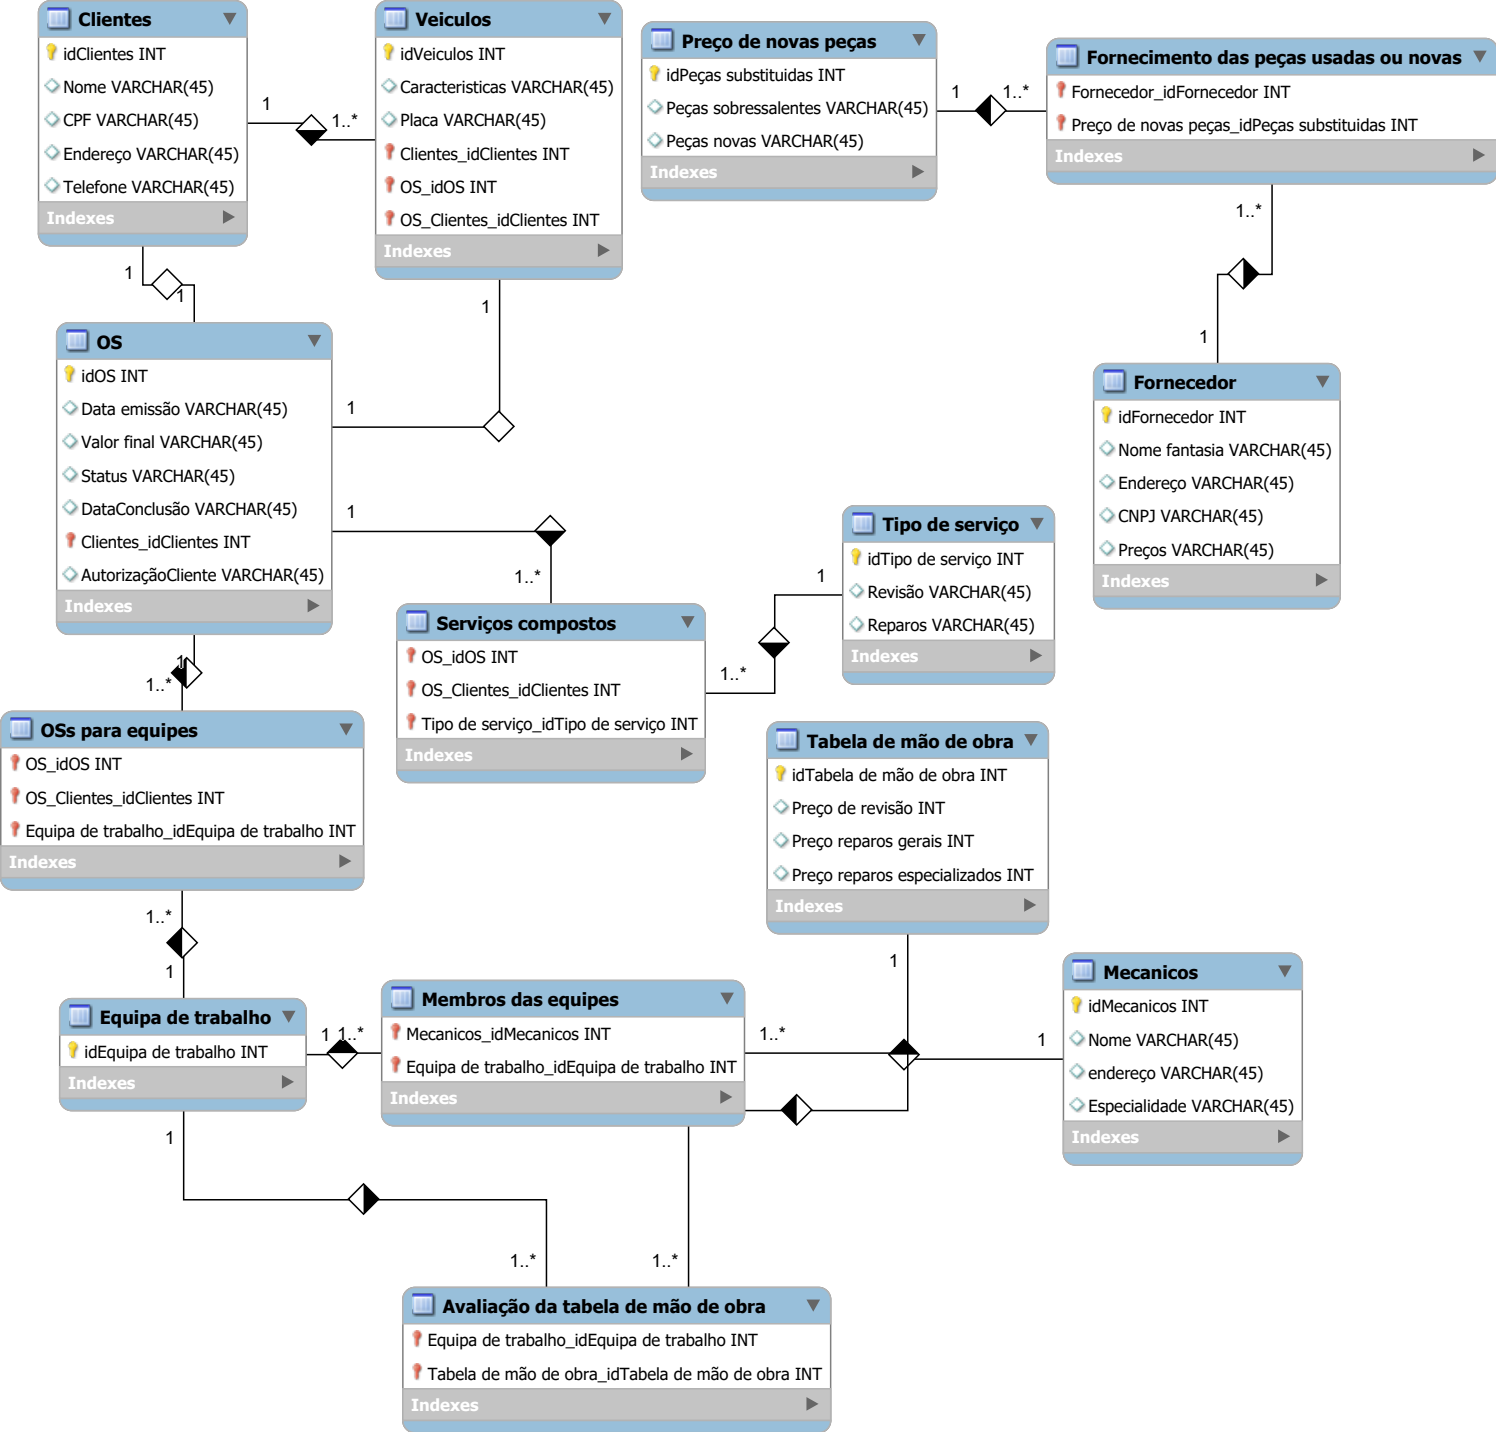 Clientes
idClientes INT
Nome VARCHAR(45)
CPF VARCHAR(45)
Endereço VARCHAR(45)
Telefone VARCHAR(45)
Indexes
Veiculos
idVeiculos INT
Caracteristicas VARCHAR(45)
Placa VARCHAR(45)
Clientes_idClientes INT
OS_idOS INT
OS_Clientes_idClientes INT
Indexes
Preço de novas peças
idPeças substituidas INT
Peças sobressalentes VARCHAR(45)
Peças novas VARCHAR(45)
Indexes
Fornecimento das peças usadas ou novas
Fornecedor_idFornecedor INT
Preço de novas peças_idPeças substituidas INT
Indexes
1
1..*
1
1..*
1..*
1
1
1
1
OS
idOS INT
Data emissão VARCHAR(45)
Valor final VARCHAR(45)
Status VARCHAR(45)
DataConclusão VARCHAR(45)
Clientes_idClientes INT
AutorizaçãoCliente VARCHAR(45)
Indexes
1
1
1..*
Fornecedor
idFornecedor INT
Nome fantasia VARCHAR(45)
Endereço VARCHAR(45)
CNPJ VARCHAR(45)
Preços VARCHAR(45)
Indexes
Tipo de serviço
idTipo de serviço INT
Revisão VARCHAR(45)
Reparos VARCHAR(45)
Indexes
1
1..*
Serviços compostos
OS_idOS INT
OS_Clientes_idClientes INT
Tipo de serviço_idTipo de serviço INT
Indexes
1
1..*
OSs para equipes
OS_idOS INT
OS_Clientes_idClientes INT
Equipa de trabalho_idEquipa de trabalho INT
Indexes
Tabela de mão de obra
idTabela de mão de obra INT
Preço de revisão INT
Preço reparos gerais INT
Preço reparos especializados INT
Indexes
1..*
1
1
Equipa de trabalho
idEquipa de trabalho INT
Indexes
1
1..*
Membros das equipes
Mecanicos_idMecanicos INT
Equipa de trabalho_idEquipa de trabalho INT
Indexes
1..*
1
Mecanicos
idMecanicos INT
Nome VARCHAR(45)
endereço VARCHAR(45)
Especialidade VARCHAR(45)
Indexes
1
1..*
1..*
Avaliação da tabela de mão de obra
Equipa de trabalho_idEquipa de trabalho INT
Tabela de mão de obra_idTabela de mão de obra INT
Indexes